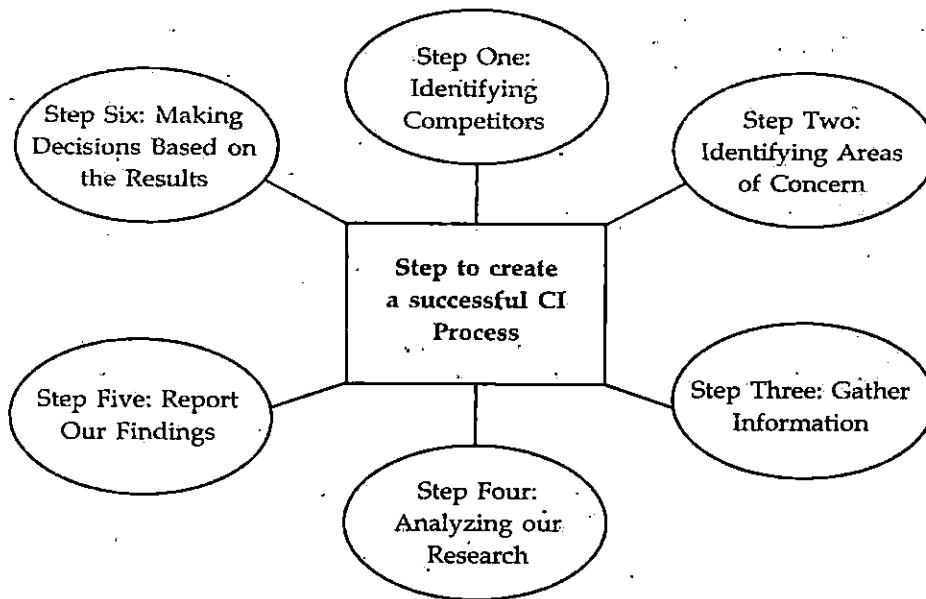 Step One:
Identifying
Competitors
Step Two:
Identifying Areas
of Concern
Step Three: Gather
Information
Step Four:
Analyzing our
Research
Step Five: Report
Our Findings
Step Six: Making
Decisions Based on
the Results
Step to create
a successful CI
Process